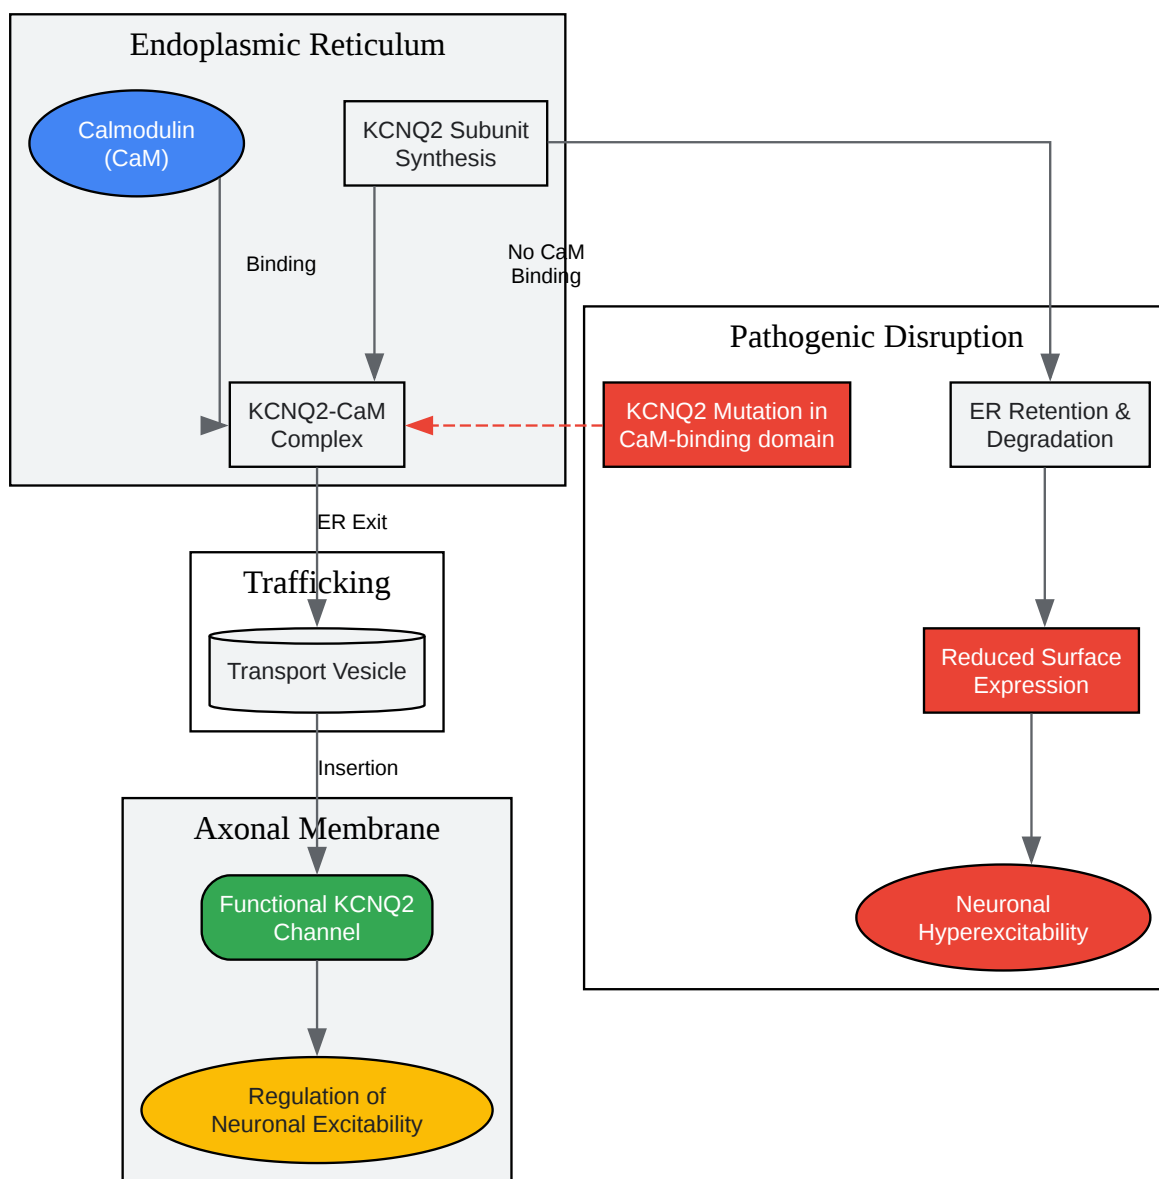 Endoplasmic Reticulum
Calmodulin
(CaM)
KCNQ2 Subunit
Synthesis
Binding
No CaM
Binding
KCNQ2-CaM
Complex
Pathogenic Disruption
KCNQ2 Mutation in
CaM-binding domain
ER Retention &
Degradation
ER Exit
Trafficking
Transport Vesicle
Reduced Surface
Expression
Insertion
Axonal Membrane
Functional KCNQ2
Channel
Neuronal
Hyperexcitability
Regulation of
Neuronal Excitability